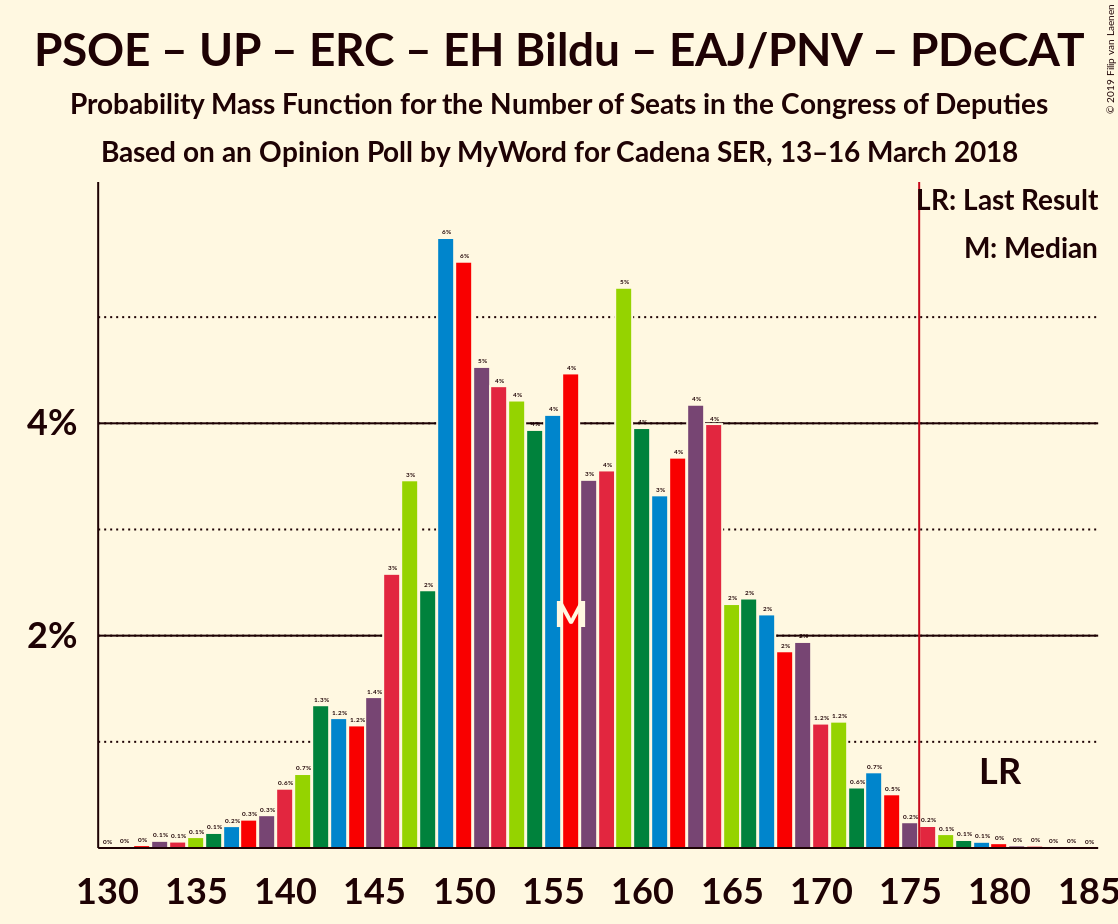 PSOE – UP – ERC – EH Bildu – EAJ/PNV – PDeCAT
Probability Mass Function for the Number of Seats in the Congress of Deputies
Based on an Opinion Poll by MyWord for Cadena SER, 13–16 March 2018
© 2019 Filip van Laenen
LR: Last Result
M: Median
4%
2%
0% 0% 0% 0.1% 0.1% 0.1% 0.1% 0.2% 0.3% 0.3% 0.6% 0.7% 1.3% 1.2% 1.2% 1.4% 3% 3% 2% 6% 6% 5% 4% 4% 4% 4% 4% 3% 4% 5% 4% 3% 4% 4% 4% 2% 2% 2% 2% 2% 1.2% 1.2% 0.6% 0.7% 0.5% 0.2% 0.2% 0.1% 0.1% 0.1% 0% 0% 0% 0% 0% 0%
M
LR
130 135 140 145 150 155 160 165 170 175 180 185